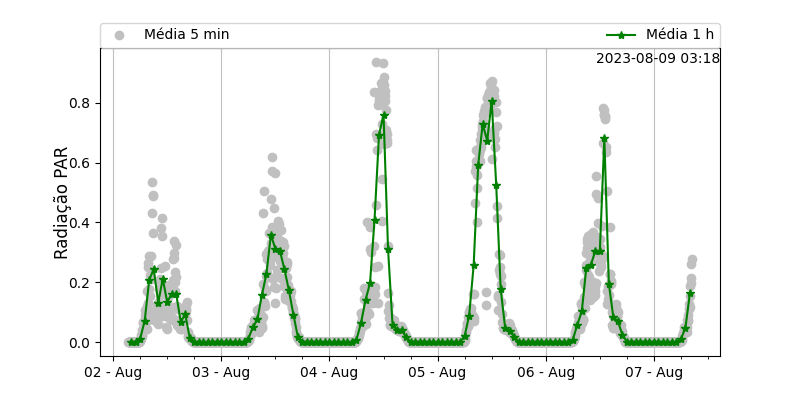 Média 5 min
Média 1 h
2023-08-09 03:18
Radiação PAR
0.8
0.6
0.4
0.2
0.0
02 - Aug
03 - Aug
04 - Aug
05 - Aug
06 - Aug
07 - Aug